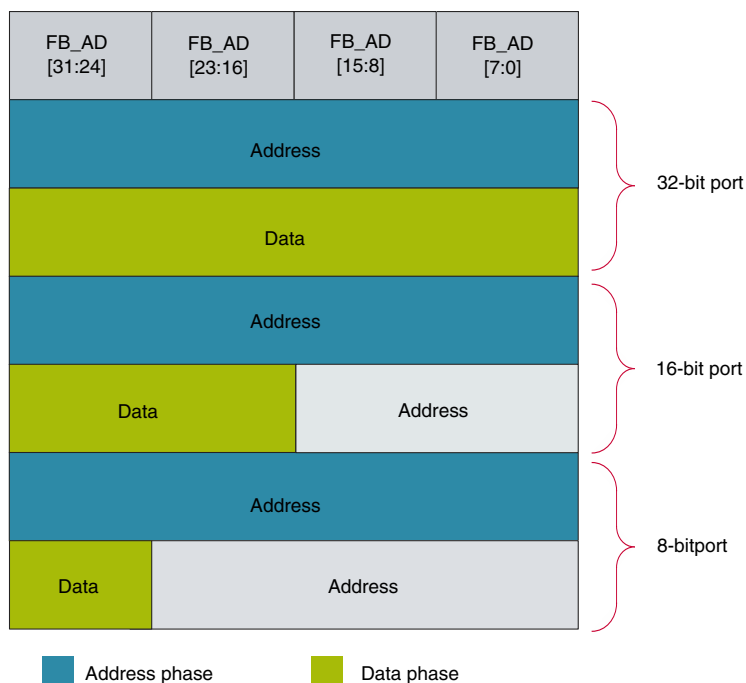 FB_AD FB_AD FB_AD FB_AD
[31:24] [23:16] [15:8] [7:0]
Address
32-bit port
Data
Address
16-bit port
Data Address
Address
8-bitport
Data Address
Address phase Data phase